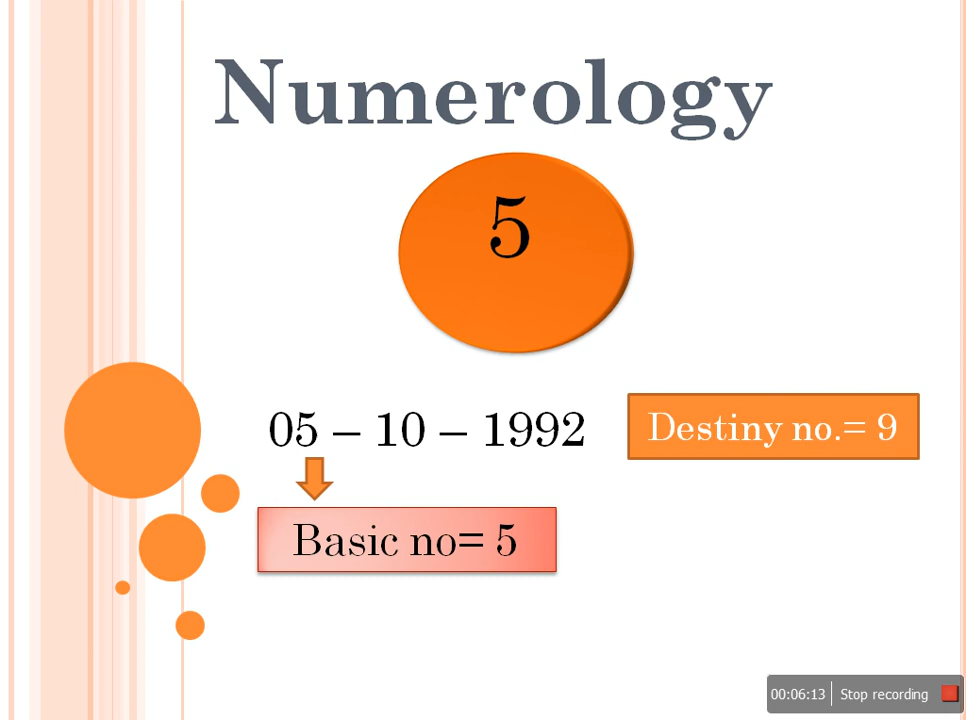 Numerology
5
05 – 10 – 1992
Destiny no.= 9
Basic no= 5
00:06:13 Stop recording